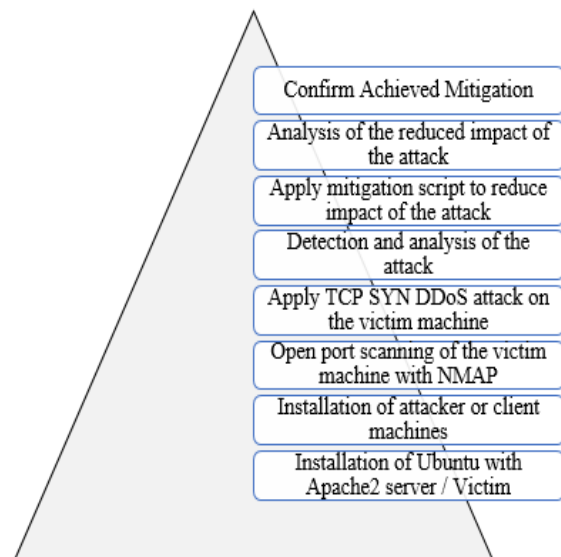 Confirm Achieved Mitigation
Analysis of the reduced impact of
the attack
Apply mitigation script to reduce
impact of the attack
Detection and analysis of the
attack
Apply TCP SYN DDoS attack on
the victim machine
Open port scanning of the victim
machine with NMAP
Installation of attacker or client
machines
Installation of Ubuntu with
Apache2 server / Victim